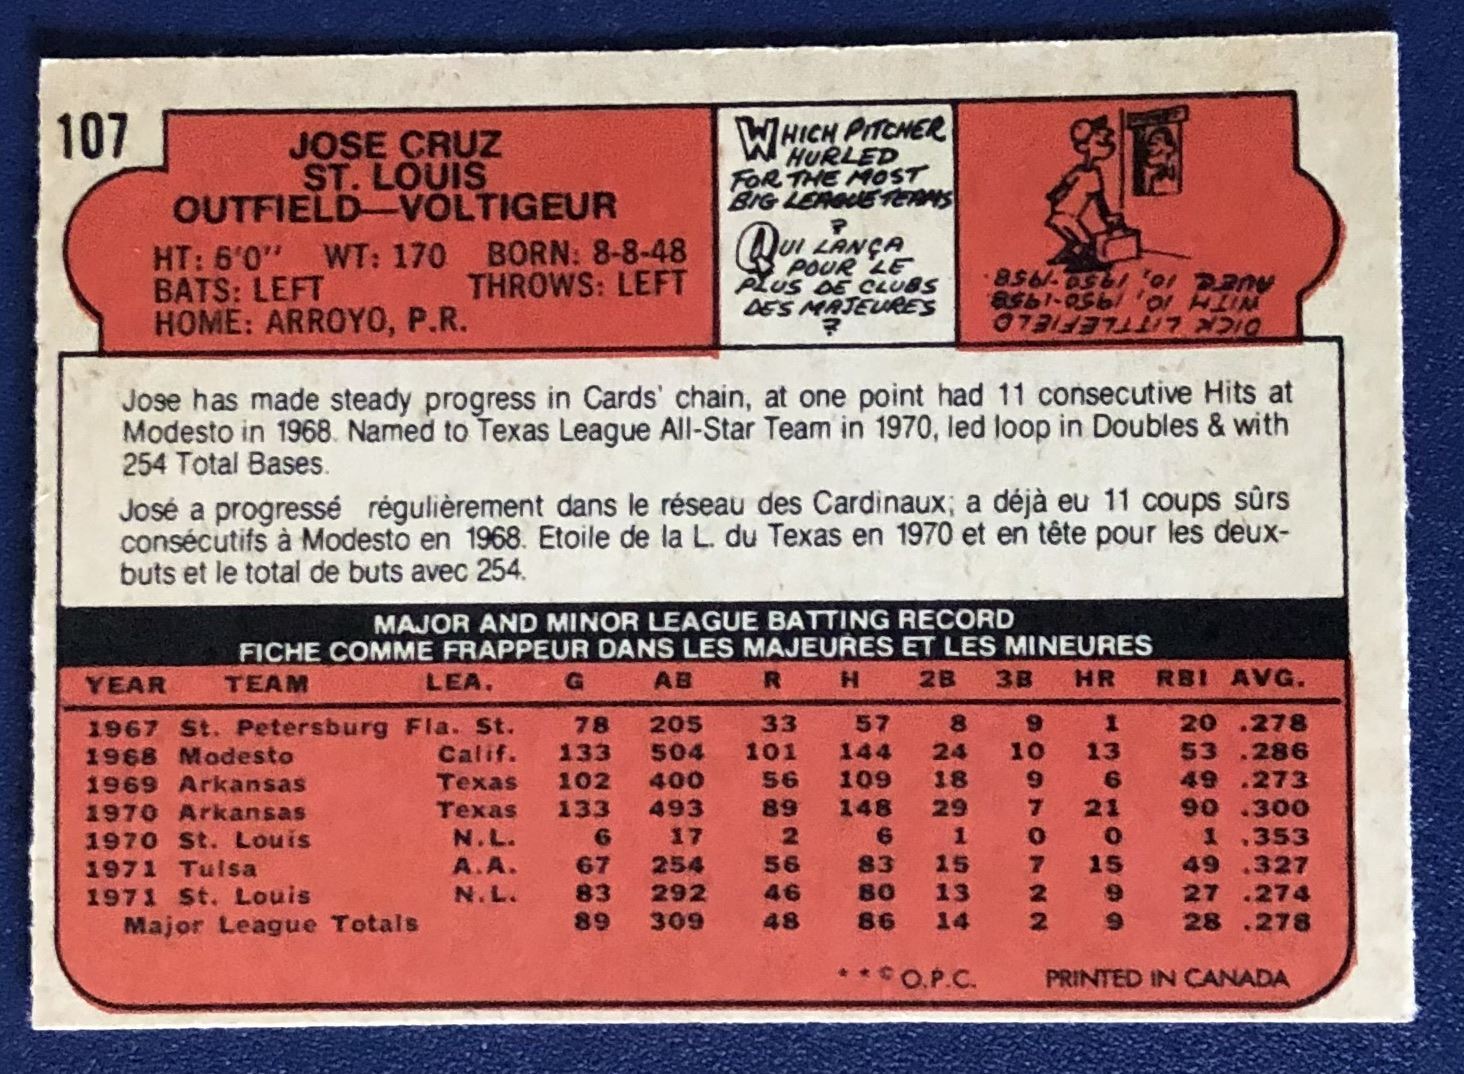 107
JOSE CRUZ
ST. LOUIS
OUTFIELD—VOLTIGEUR
HT: 6'0" WT: 170 BORN: 8-8-48
BATS: LEFT THROWS: LEFT
HOME: ARROYO, P.R.
WHICH PITCHER
HURLED
FOR THE MOST
BIG LEAGUE TEAMS
?
QUI LANÇA
POUR LE
PLUS DE CLUBS
DES MAJEURES
?
DICK LITTLEFIELD
WITH 10, 1950-1958
AVEC 10, 1950-1958.
Jose has made steady progress in Cards' chain, at one point had 11 consecutive Hits at
Modesto in 1968. Named to Texas League All-Star Team in 1970, led loop in Doubles & with
254 Total Bases.
José a progressé régulièrement dans le réseau des Cardinaux; a déjà eu 11 coups sûrs
consécutifs à Modesto en 1968. Etoile de la L. du Texas en 1970 et en tête pour les deux-
buts et le total de buts avec 254.
MAJOR AND MINOR LEAGUE BATTING RECORD
FICHE COMME FRAPPEUR DANS LES MAJEURES ET LES MINEURES
YEAR TEAM LEA. G AB R H 2B 3B HR RBI AVG.
1967 St. Petersburg Fla. St. 78 205 33 57 8 9 1 20 .278
1968 Modesto Calif. 133 504 101 144 24 10 13 53 .286
1969 Arkansas Texas 102 400 56 109 18 9 6 49 .273
1970 Arkansas Texas 133 493 89 148 29 7 21 90 .300
1970 St. Louis N.L. 6 17 2 6 1 0 0 1 .353
1971 Tulsa A.A. 67 254 56 83 15 7 15 49 .327
1971 St. Louis N.L. 83 292 46 80 13 2 9 27 .274
Major League Totals 89 309 48 86 14 2 9 28 .278
* * © O.P.C. PRINTED IN CANADA